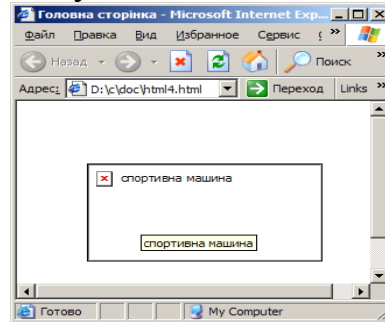 Головна сторінка - Microsoft Internet Exp...
Файл Правка Вид Избранное Сервис »
Назад Поиск »
Адрес: D:\c\doc\html4.html Переход Links »
спортивна машина
спортивна машина
Готово My Computer